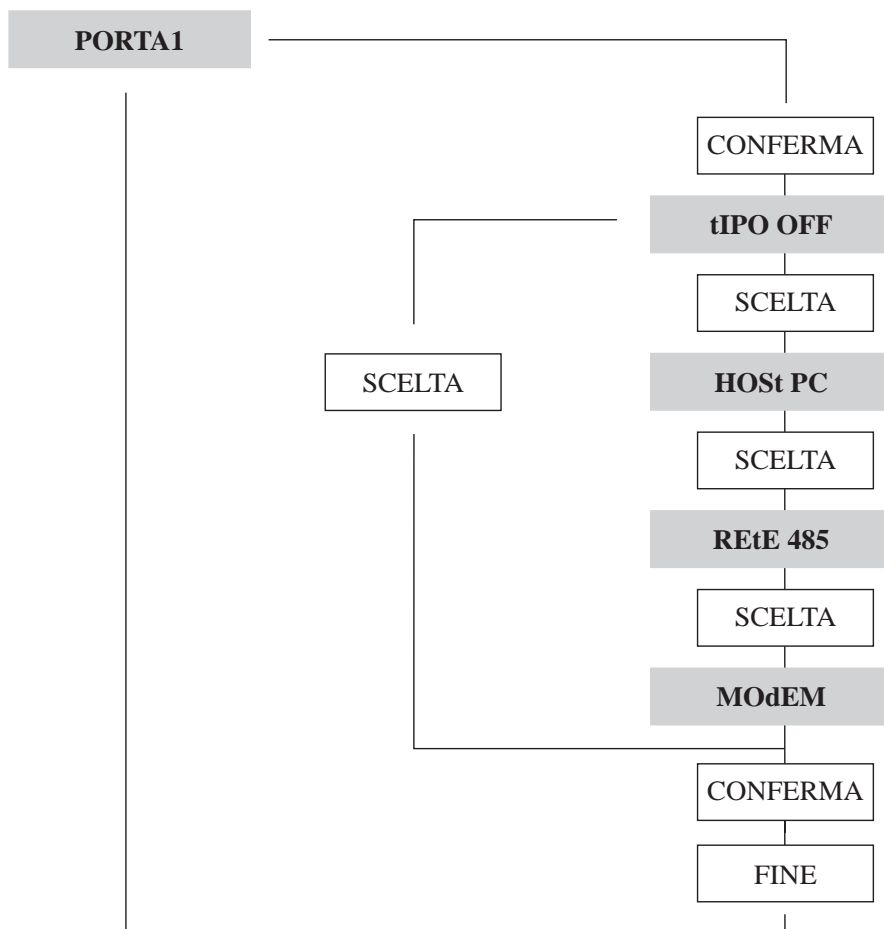 PORTA1
CONFERMA
tIPO OFF
SCELTA
SCELTA
HOSt PC
SCELTA
REtE 485
SCELTA
MOdEM
CONFERMA
FINE